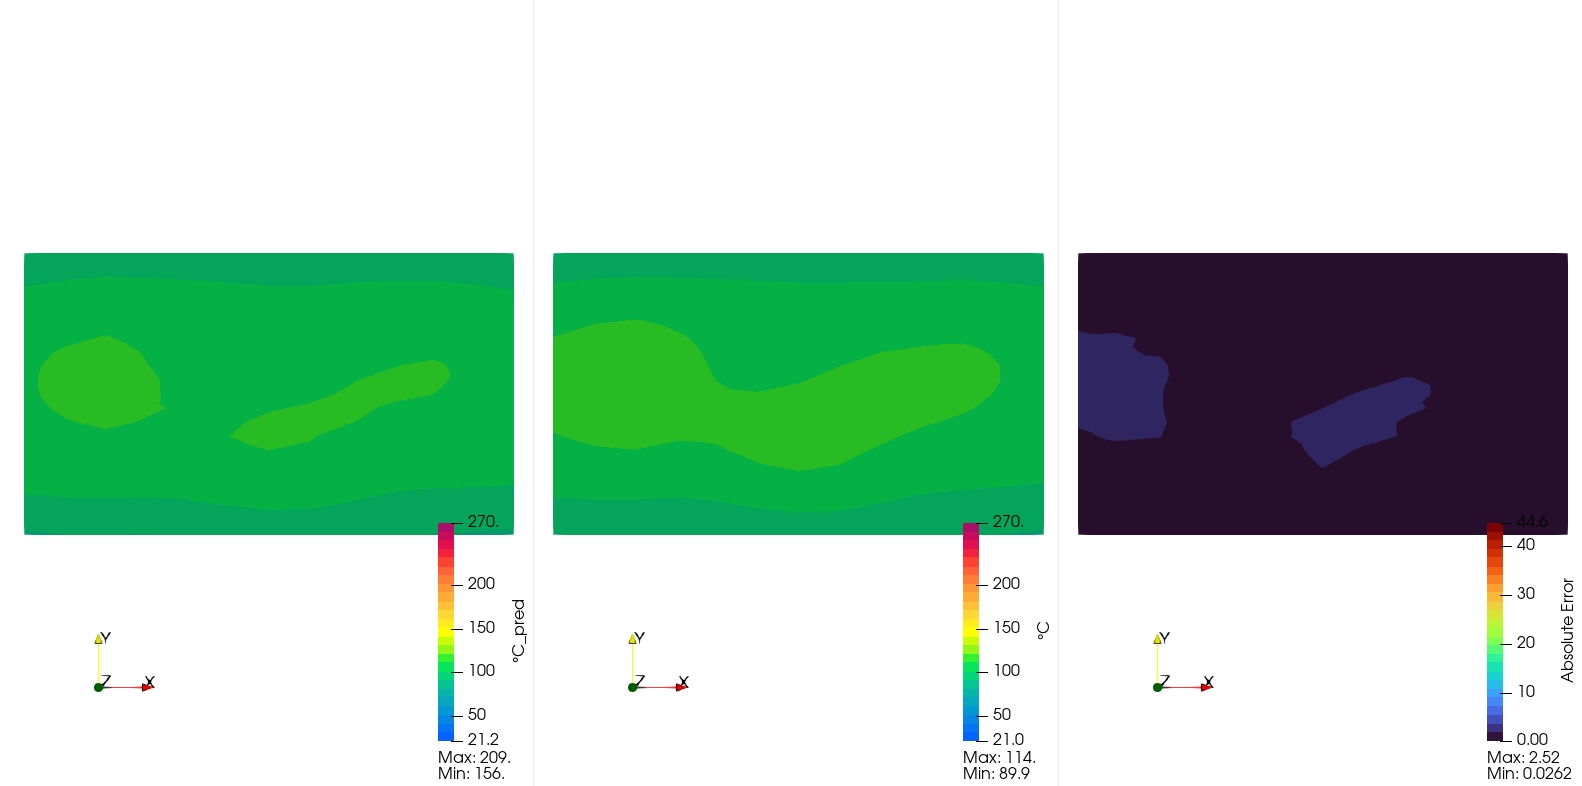 270.
200
150
100
50
21.2
°C_pred
Max: 209.
Min: 156.
Y
Z
X
270.
200
150
100
50
21.0
°C
Max: 114.
Min: 89.9
Y
Z
X
44.6
40
30
20
10
0.00
Absolute Error
Max: 2.52
Min: 0.0262
Y
Z
X